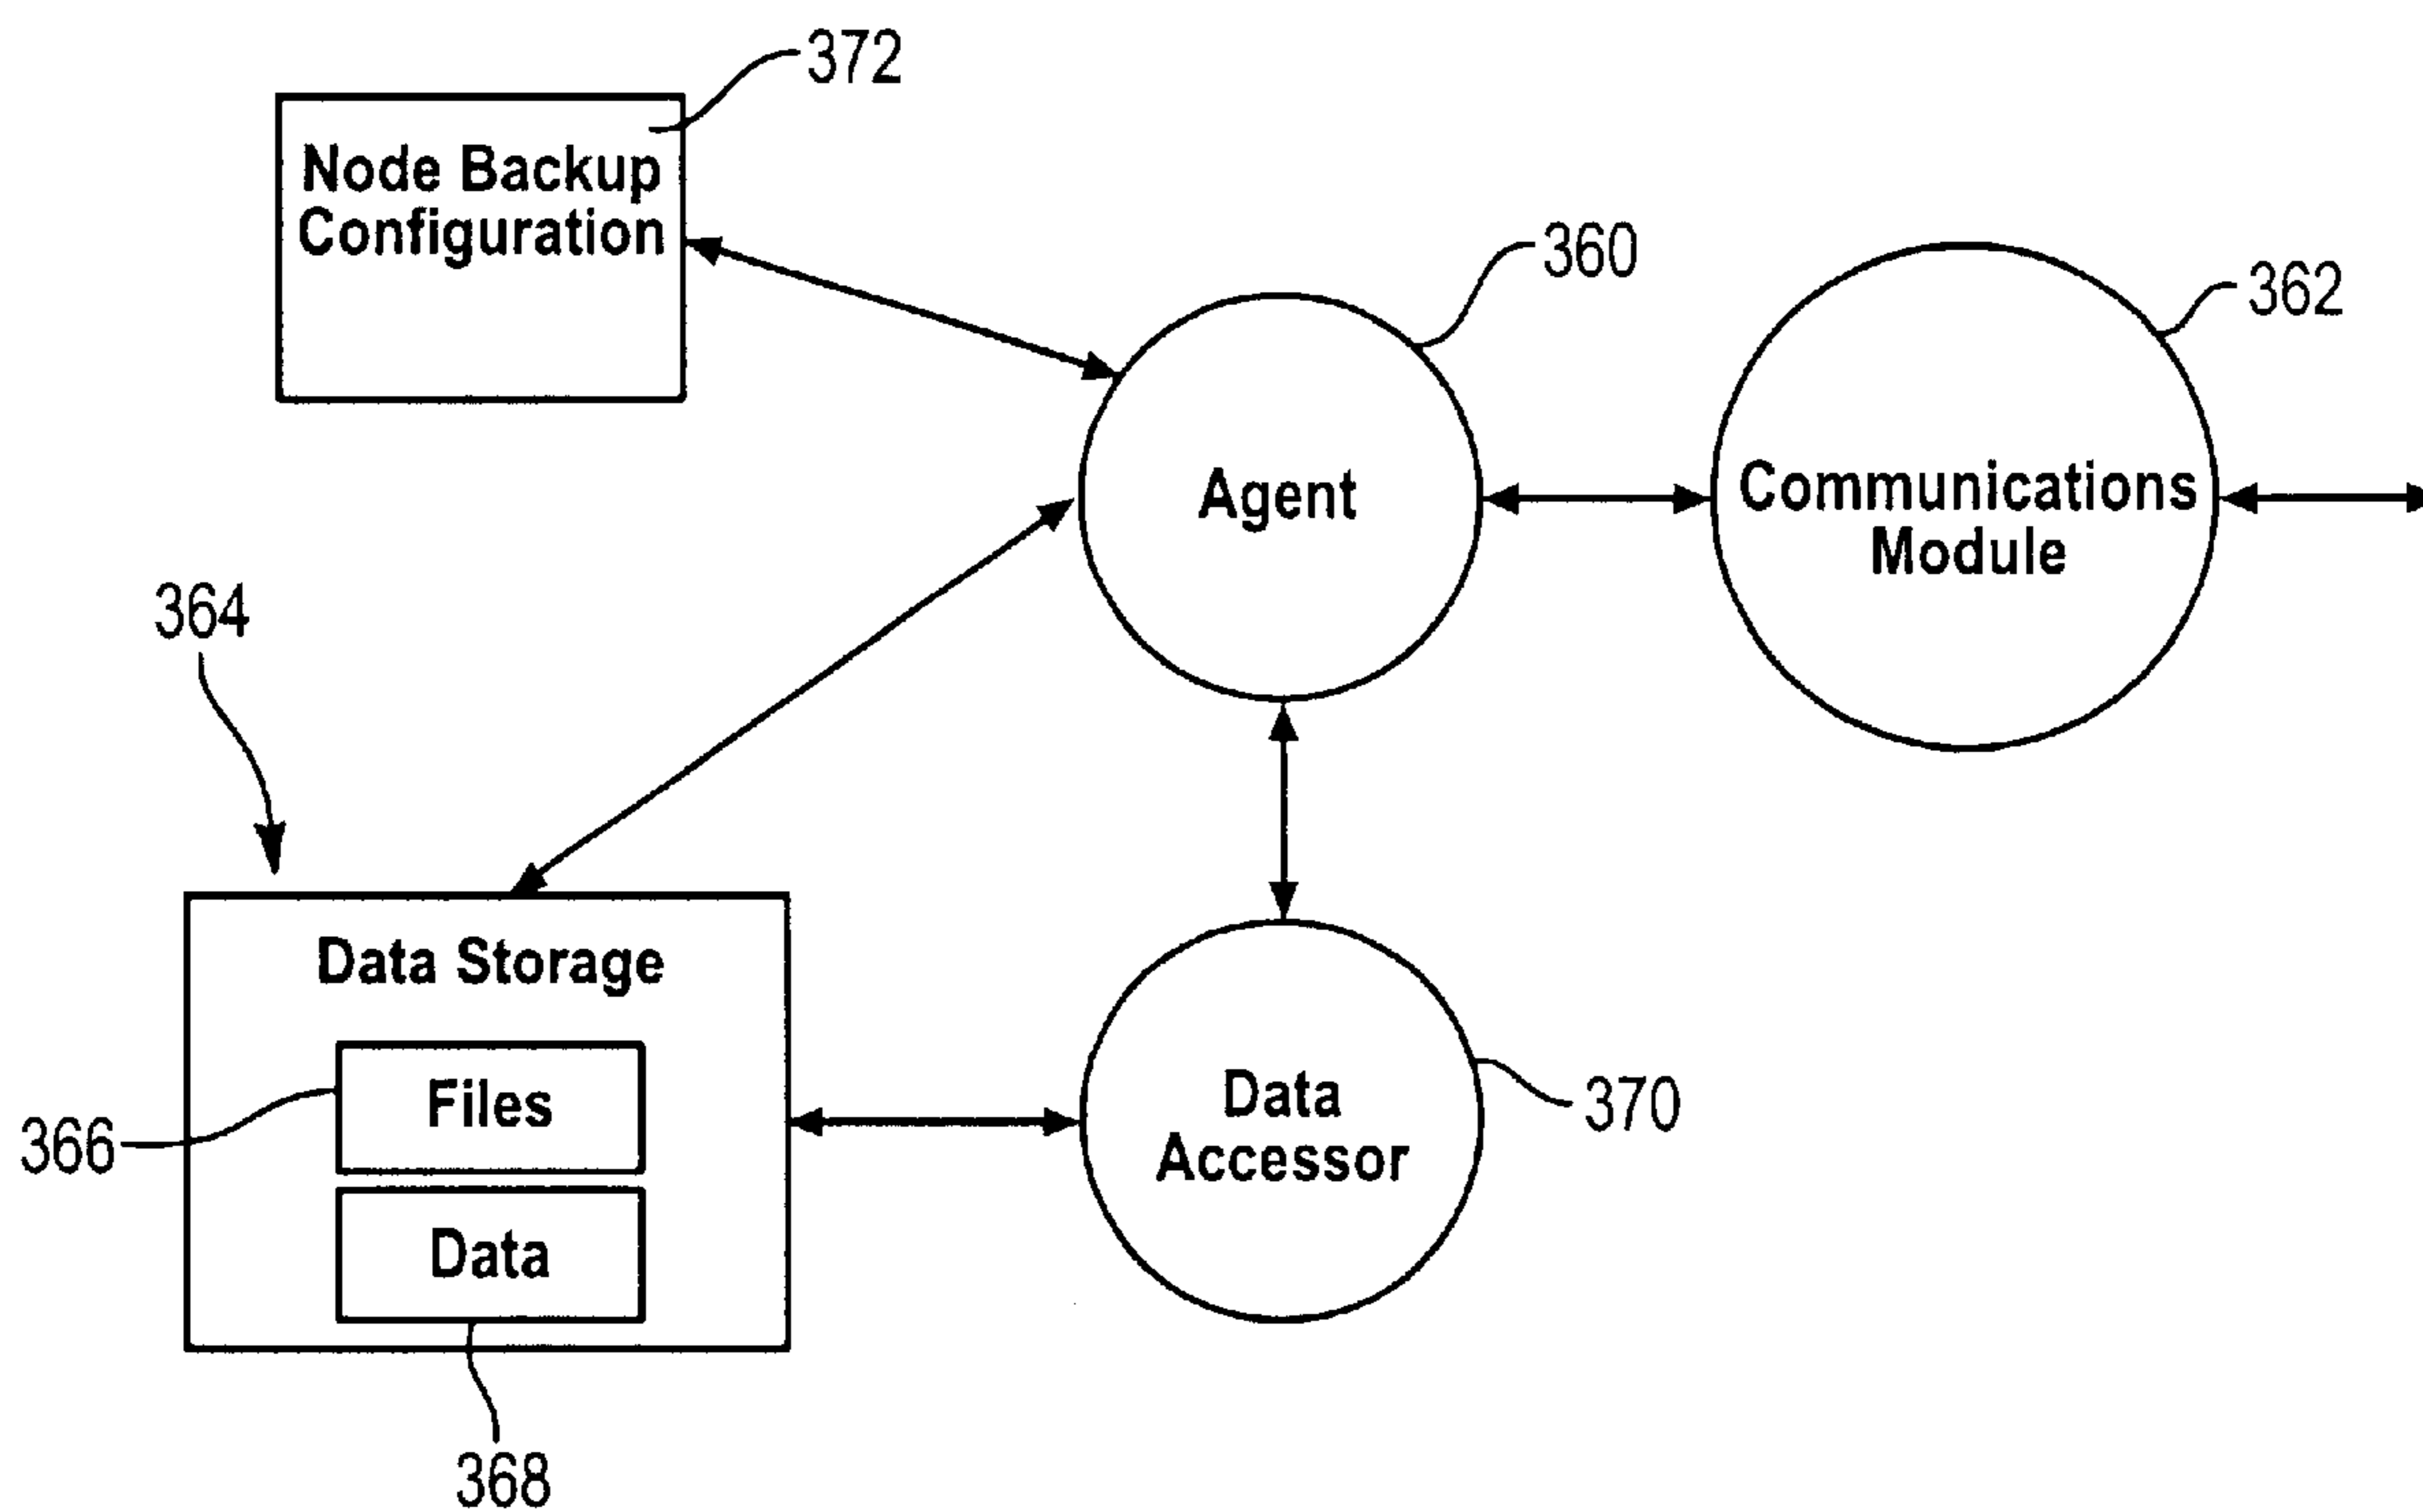 372
Node Backup
Configuration
360
362
Agent
Communications
Module
364
Data Storage
Files
366
Data
368
Data
Accessor
370